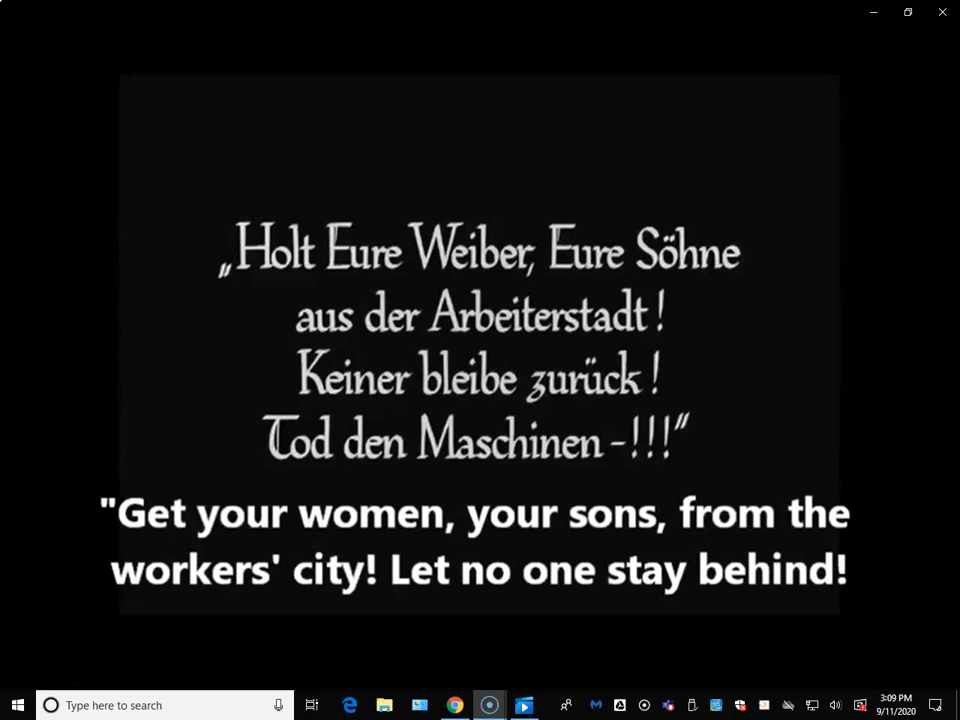 „Holt Eure Weiber, Eure Söhne
aus der Arbeiterstadt!
Keiner bleibe zurück!
Tod den Maschinen-!!!"
"Get your women, your sons, from the
workers' city! Let no one stay behind!
Type here to search
3:09 PM
9/11/2020